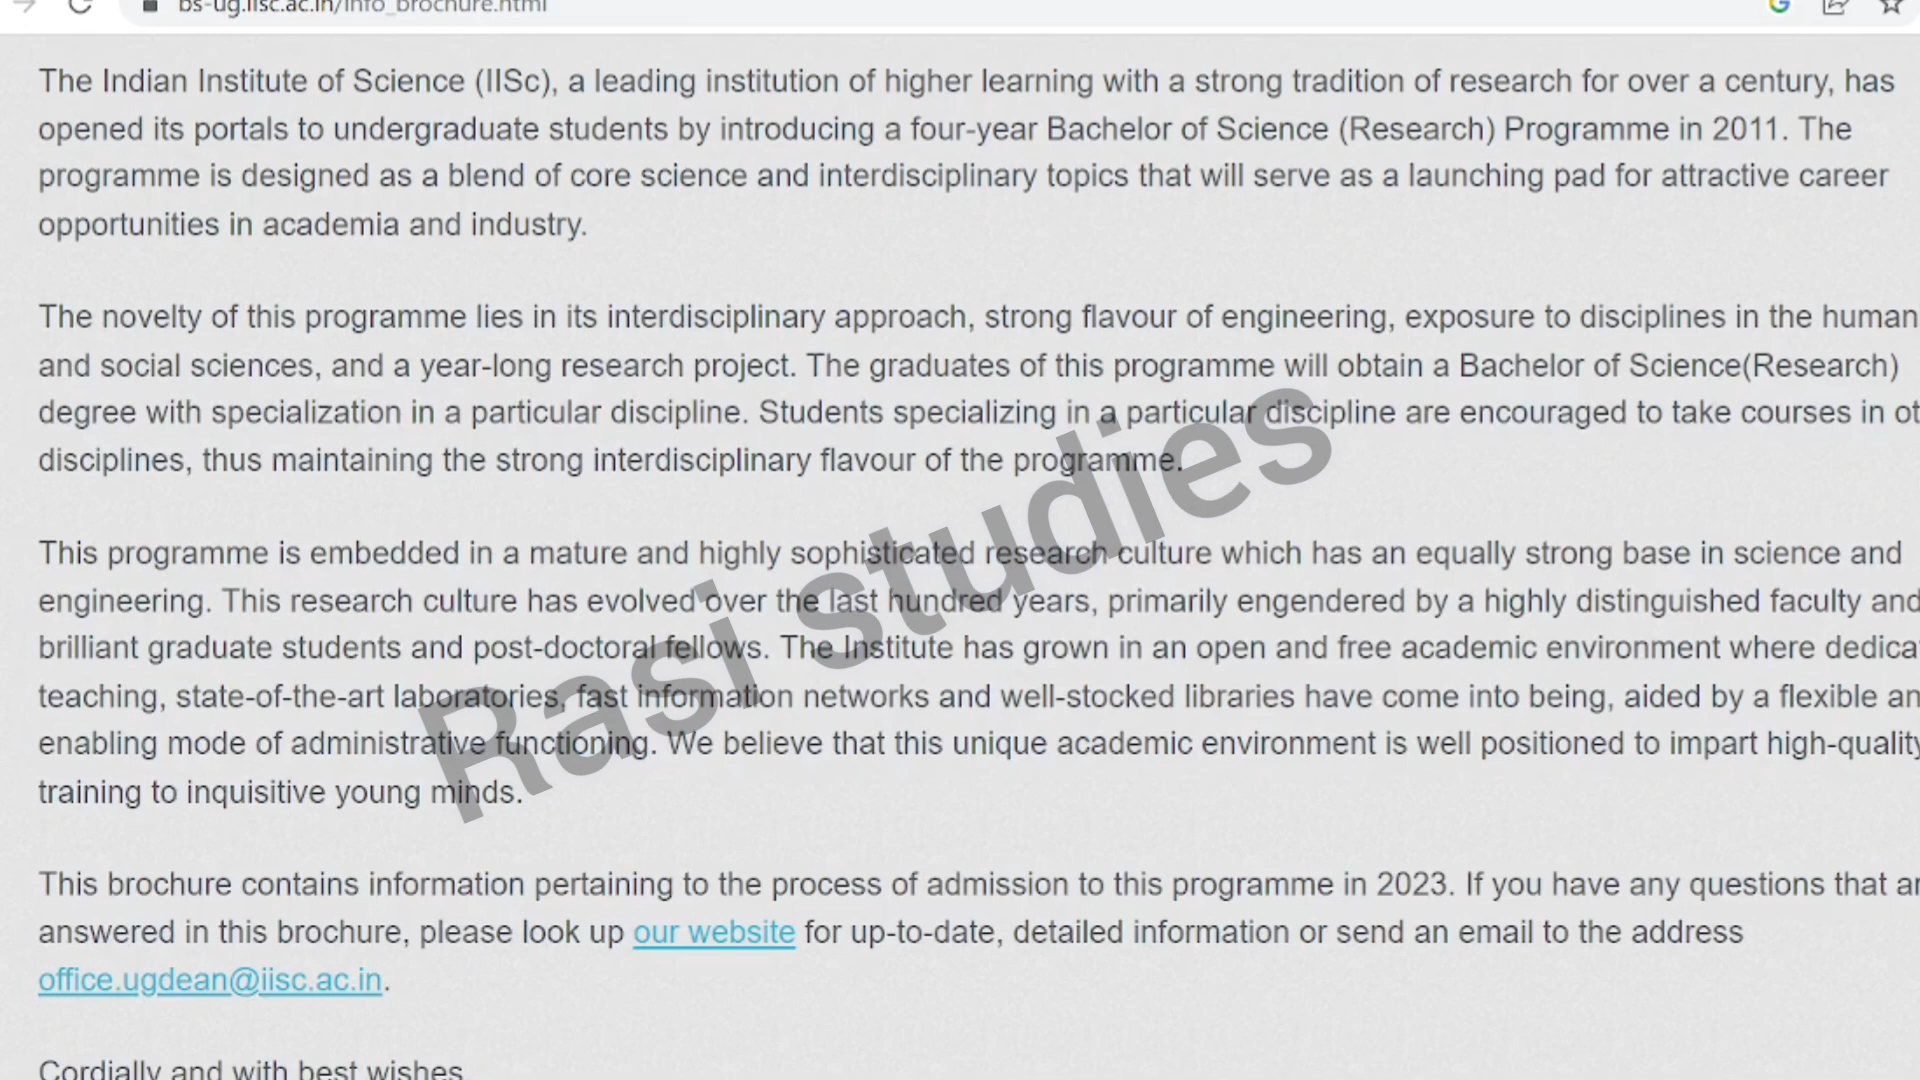 bs-ug.iisc.ac.in/info_brochure.html
The Indian Institute of Science (IISc), a leading institution of higher learning with a strong tradition of research for over a century, has
opened its portals to undergraduate students by introducing a four-year Bachelor of Science (Research) Programme in 2011. The
programme is designed as a blend of core science and interdisciplinary topics that will serve as a launching pad for attractive career
opportunities in academia and industry.
The novelty of this programme lies in its interdisciplinary approach, strong flavour of engineering, exposure to disciplines in the human
and social sciences, and a year-long research project. The graduates of this programme will obtain a Bachelor of Science(Research)
degree with specialization in a particular discipline. Students specializing in a particular discipline are encouraged to take courses in ot
disciplines, thus maintaining the strong interdisciplinary flavour of the programme.
This programme is embedded in a mature and highly sophisticated research culture which has an equally strong base in science and
engineering. This research culture has evolved over the last hundred years, primarily engendered by a highly distinguished faculty and
brilliant graduate students and post-doctoral fellows. The Institute has grown in an open and free academic environment where dedica
teaching, state-of-the-art laboratories, fast information networks and well-stocked libraries have come into being, aided by a flexible an
enabling mode of administrative functioning. We believe that this unique academic environment is well positioned to impart high-quality
training to inquisitive young minds.
This brochure contains information pertaining to the process of admission to this programme in 2023. If you have any questions that ar
answered in this brochure, please look up our website for up-to-date, detailed information or send an email to the address
office.ugdean@iisc.ac.in.
Cordially and with best wishes,
Rasi studies